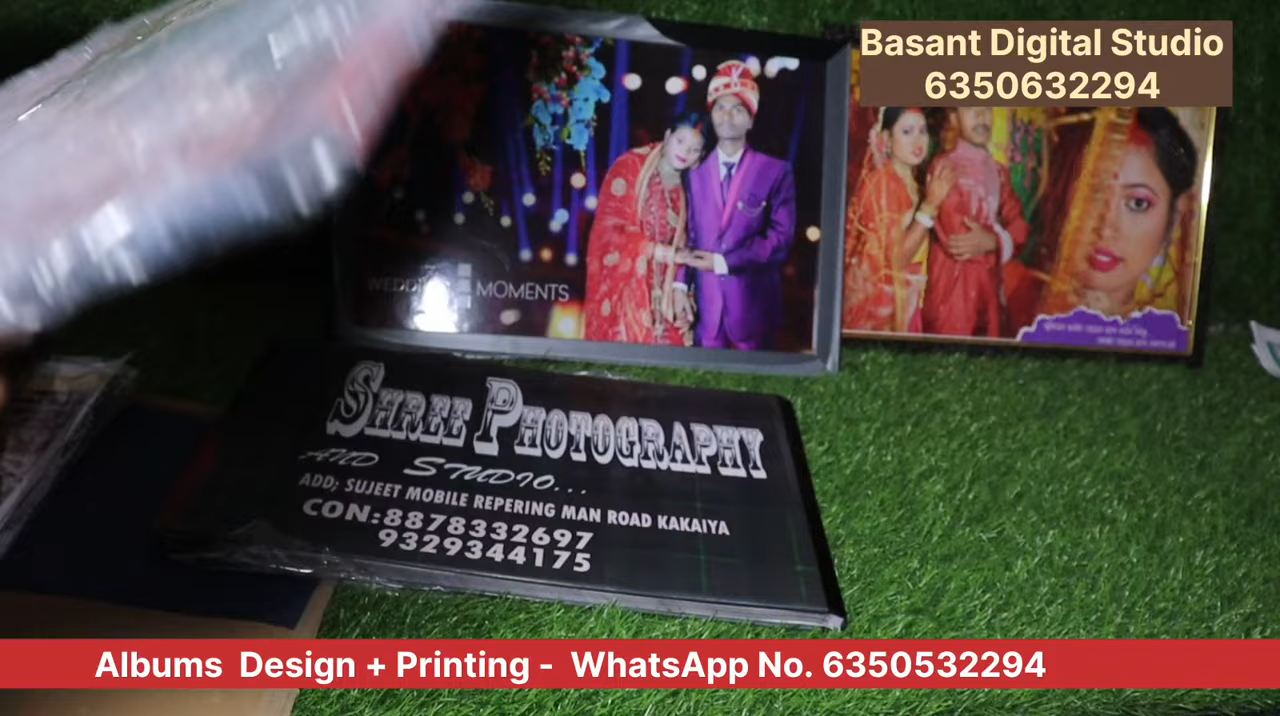 Basant Digital Studio
6350632294
MOMENTS
SHREE PHOTOGRAPHY
AND STUDIO...
ADD; SUJEET MOBILE REPERING MAN ROAD KAKAIYA
CON:8878332697
9329344175
Albums Design + Printing - WhatsApp No. 6350532294